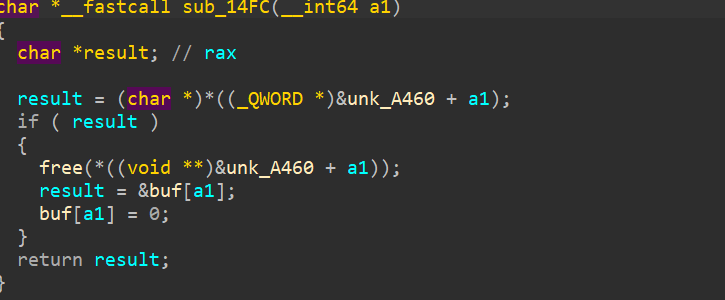 char *__fastcall sub_14FC(__int64 a1)
{
char *result; // rax
result = (char *)*((_QWORD *)&unk_A460 + a1);
if ( result )
{
free(*((void **)&unk_A460 + a1));
result = &buf[a1];
buf[a1] = 0;
}
return result;
}